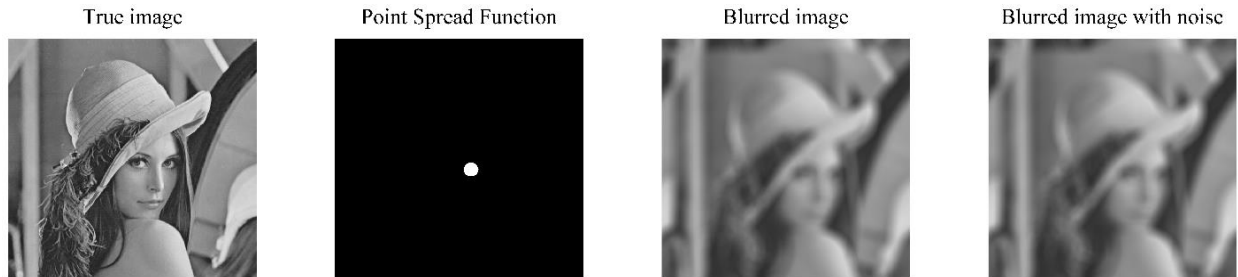 True image
Point Spread Function
Blurred image
Blurred image with noise